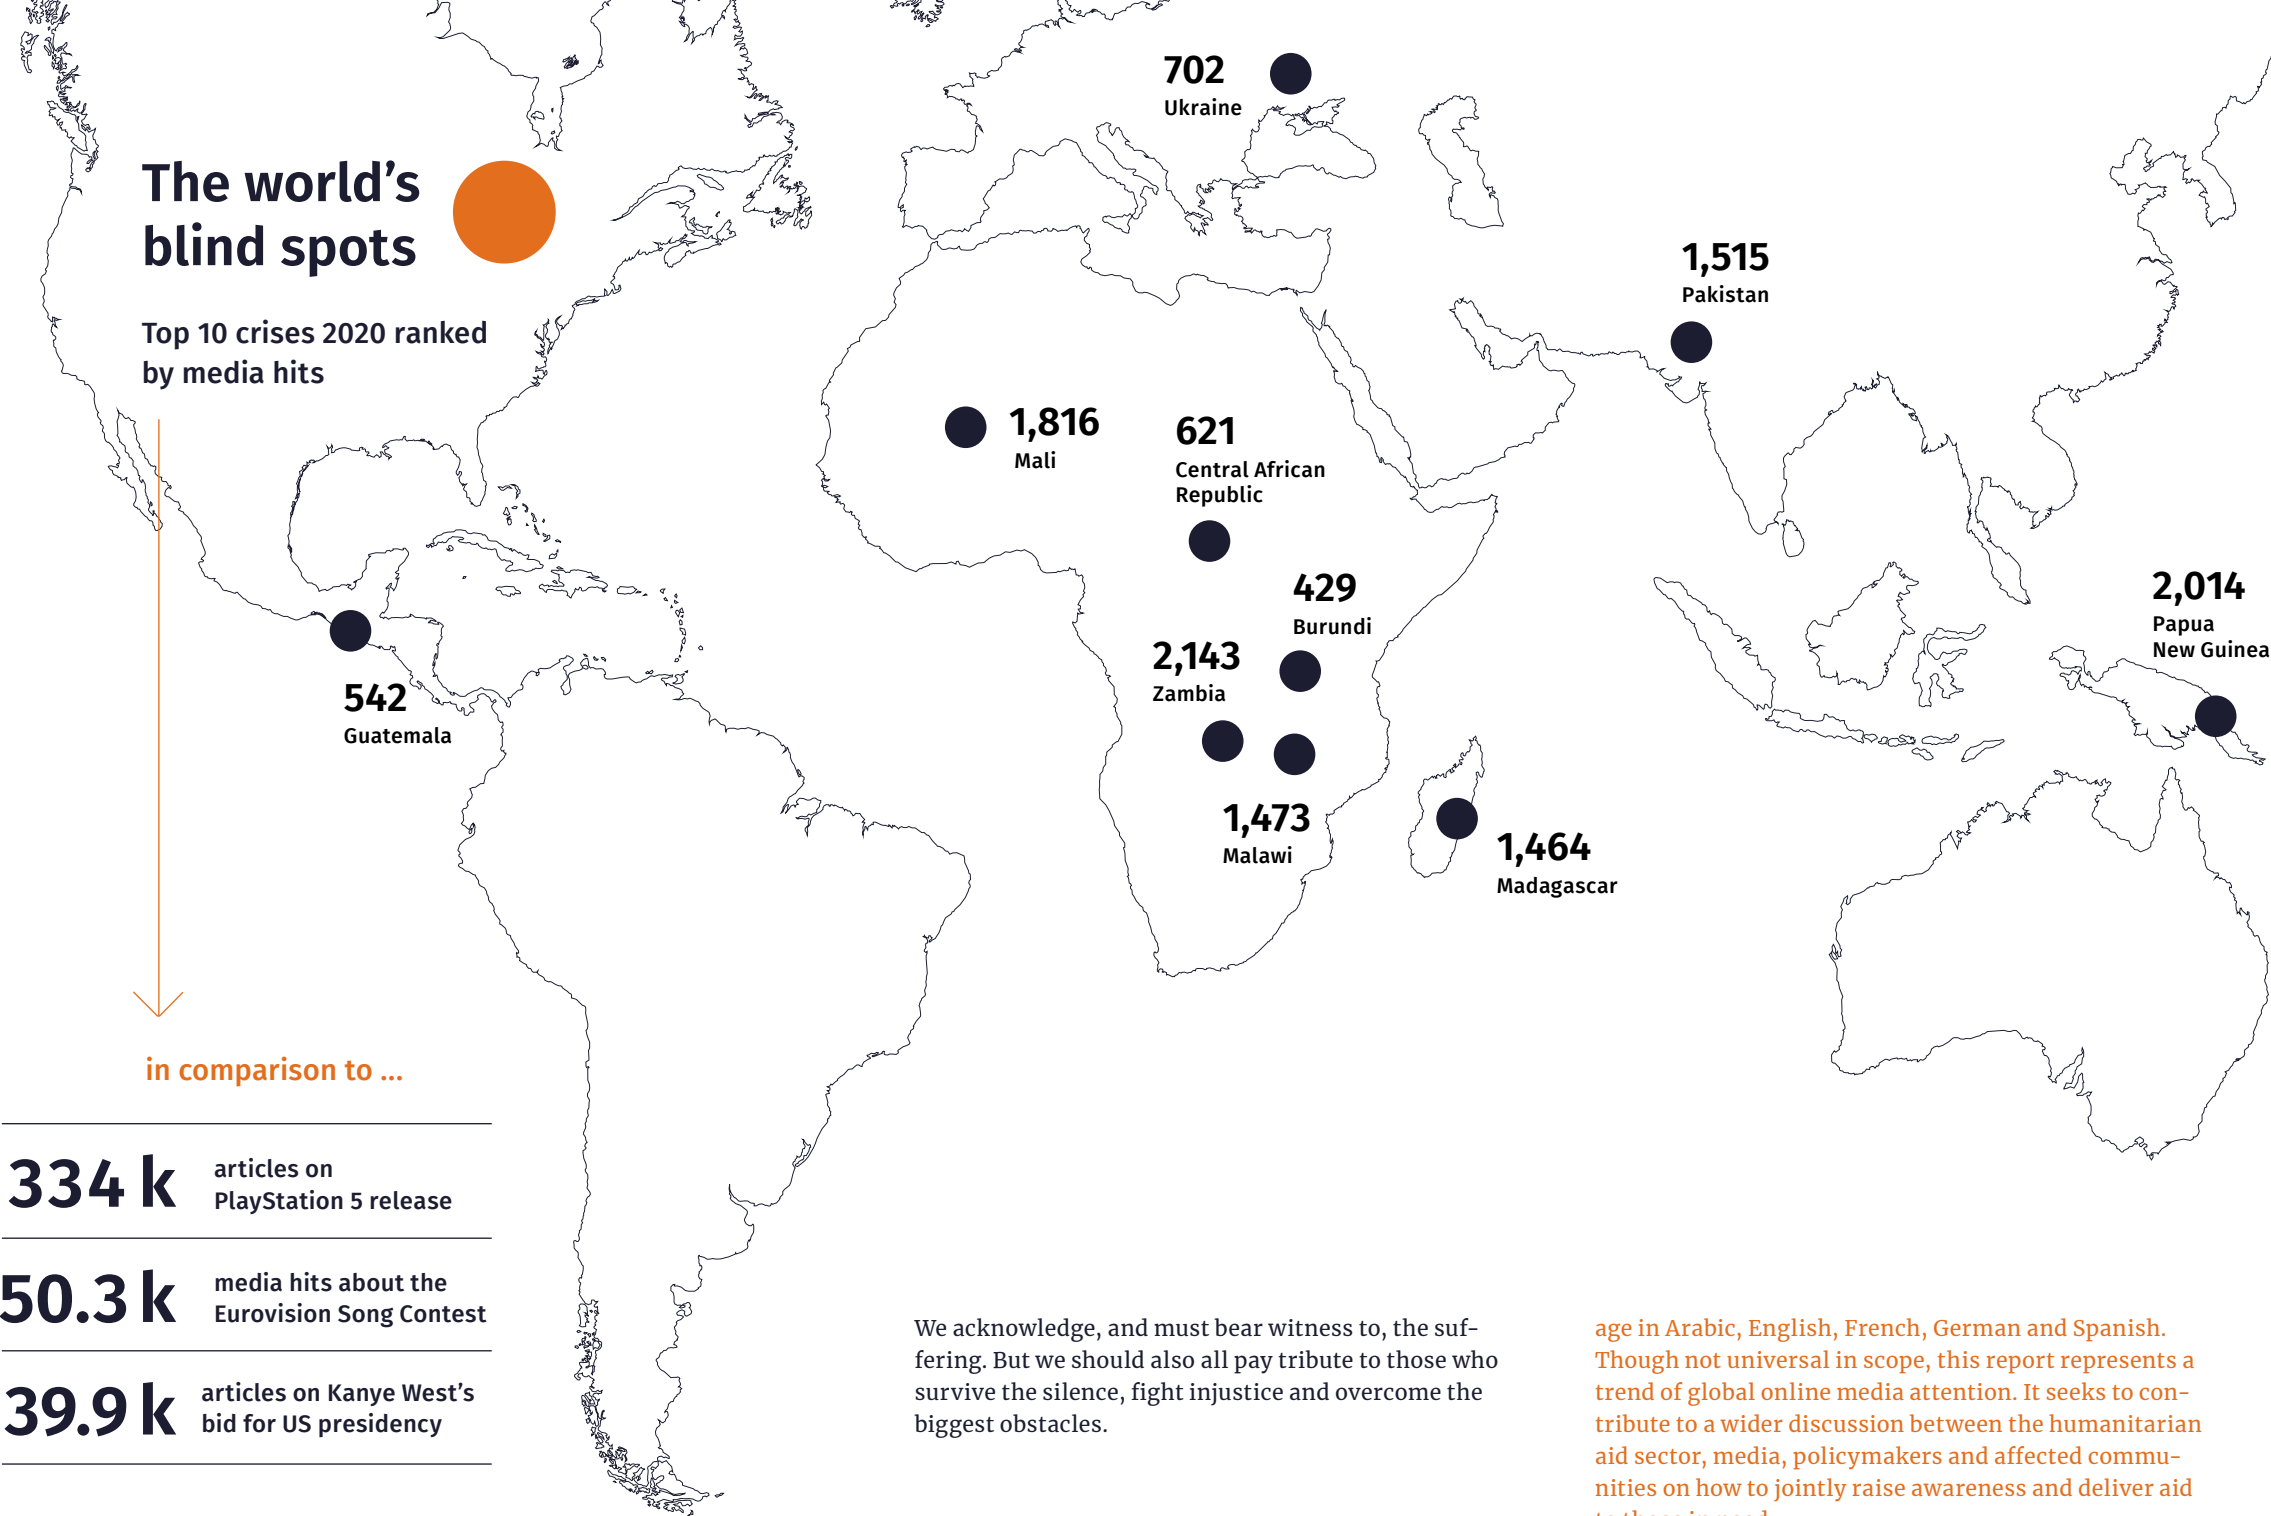 The world's
blind spots
Top 10 crises 2020 ranked
by media hits
702
Ukraine
1,515
Pakistan
1,816
Mali
621
Central African
Republic
429
Burundi
2,143
Zambia
2,014
Papua
New Guinea
542
Guatemala
1,473
Malawi
1,464
Madagascar
in comparison to ...
334 k
articles on
PlayStation 5 release
50.3 k
media hits about the
Eurovision Song Contest
39.9 k
articles on Kanye West's
bid for US presidency
We acknowledge, and must bear witness to, the suf-
fering. But we should also all pay tribute to those who
survive the silence, fight injustice and overcome the
biggest obstacles.
age in Arabic, English, French, German and Spanish.
Though not universal in scope, this report represents a
trend of global online media attention. It seeks to con-
tribute to a wider discussion between the humanitarian
aid sector, media, policymakers and affected commu-
nities on how to jointly raise awareness and deliver aid